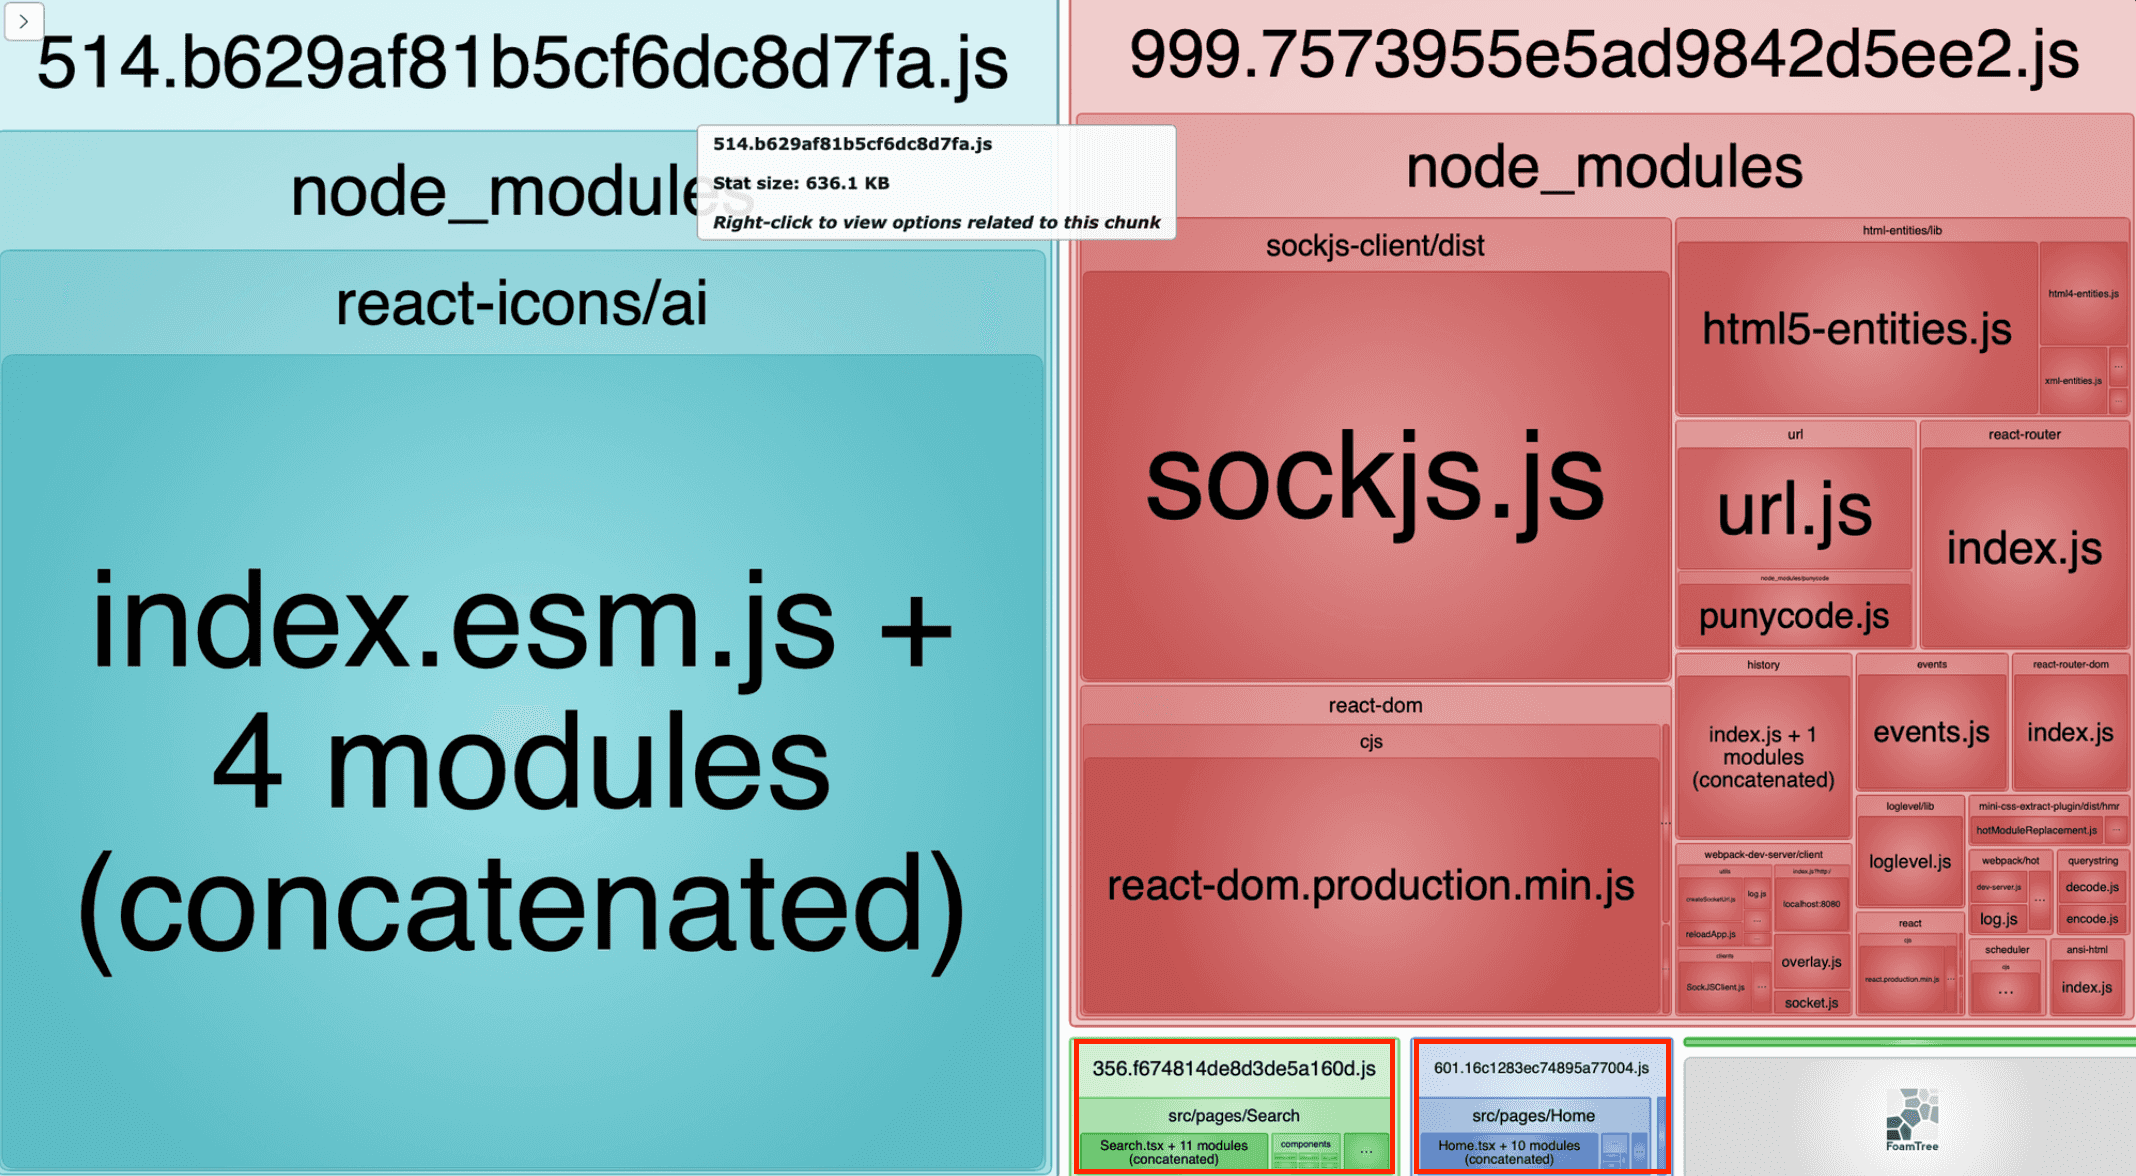 514.b629af81b5cf6dc8d7fa.js
node_modules
514.b629af81b5cf6dc8d7fa.js
Stat size: 636.1 KB
Right-click to view options related to this chunk
react-icons/ai
index.esm.js +
4 modules
(concatenated)
999.7573955e5ad9842d5ee2.js
node_modules
sockjs-client/dist
sockjs.js
react-dom
cjs
react-dom.production.min.js
...
html-entities/lib
html5-entities.js
html4-entities.js
xml-entities.js
...
...
url
url.js
node_modules/punycode
punycode.js
react-router
index.js
history
index.js + 1
modules
(concatenated)
events
events.js
react-router-dom
index.js
loglevel/lib
loglevel.js
mini-css-extract-plugin/dist/hmr
hotModuleReplacement.js
...
webpack-dev-server/client
utils
createSocketUrl.js
log.js
...
reloadApp.js
...
clients
SockJSClient.js
...
index.js?http:/
localhost:8080
overlay.js
socket.js
react
cjs
react.production.min.js
...
webpack/hot
dev-server.js
log.js
...
querystring
decode.js
encode.js
scheduler
cjs
...
ansi-html
index.js
356.f674814de8d3de5a160d.js
src/pages/Search
Search.tsx + 11 modules
(concatenated)
components
...
601.16c1283ec74895a77004.js
src/pages/Home
Home.tsx + 10 modules
(concatenated)
FoamTree